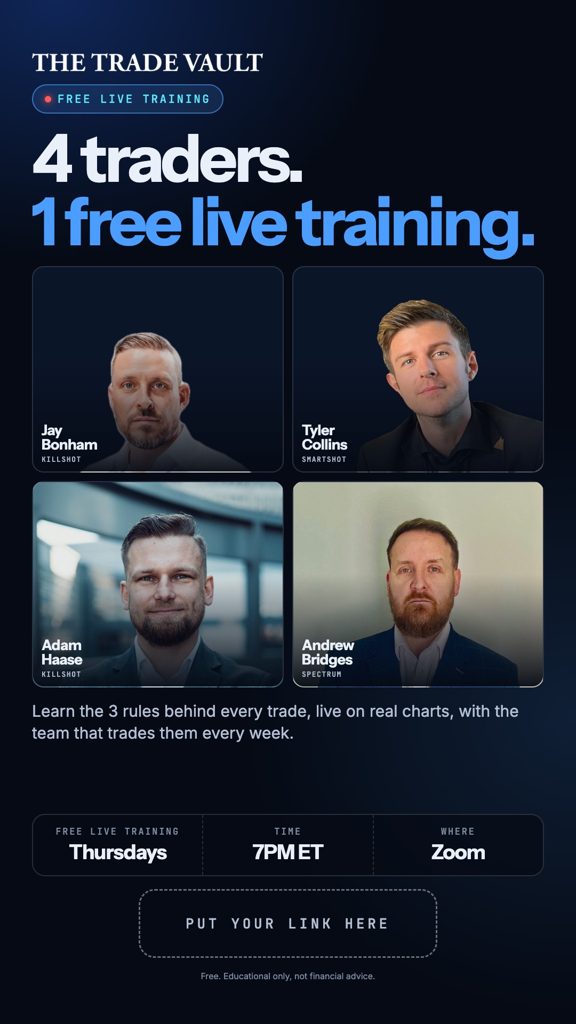 THE TRADE VAULT
FREE LIVE TRAINING
4 traders.
1 free live training.
Jay
Bonham
KILLSHOT
Tyler
Collins
SMARTSHOT
Adam
Haase
KILLSHOT
Andrew
Bridges
SPECTRUM
Learn the 3 rules behind every trade, live on real charts, with the
team that trades them every week.
FREE LIVE TRAINING
Thursdays
TIME
7PM ET
WHERE
Zoom
PUT YOUR LINK HERE
Free. Educational only, not financial advice.